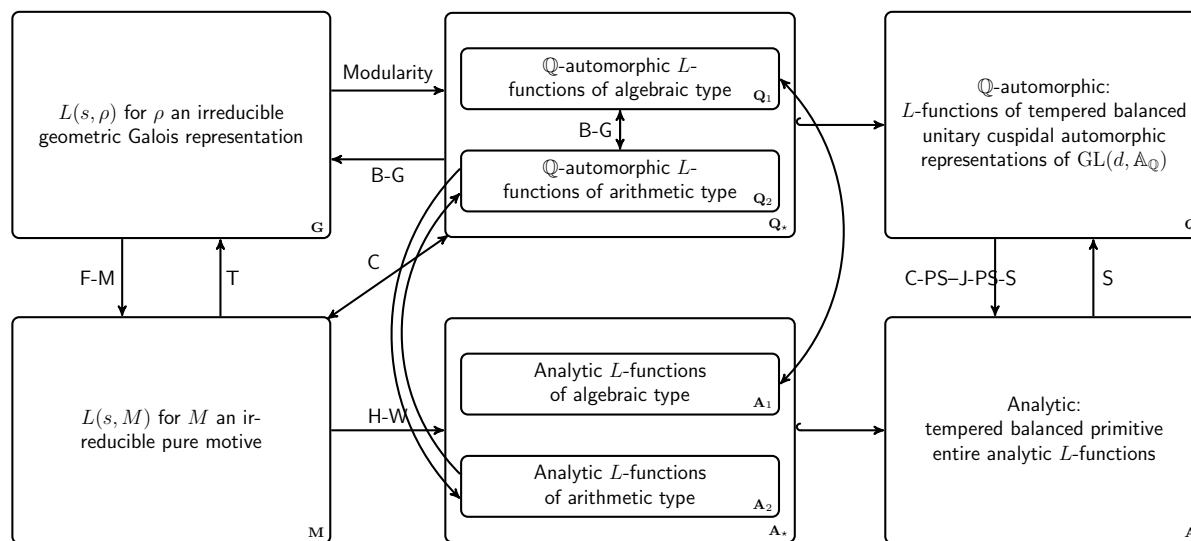 L(s, ρ) for ρ an irreducible
geometric Galois representation
G
Modularity
B-G
ℚ-automorphic L-
functions of algebraic type
Q₁
B-G
ℚ-automorphic L-
functions of arithmetic type
Q₂
Q⋆
ℚ-automorphic:
L-functions of tempered balanced
unitary cuspidal automorphic
representations of GL(d, 𝔸_ℚ)
F-M
T
C
C-PS–J-PS-S
S
L(s, M) for M an ir-
reducible pure motive
M
H-W
Analytic L-functions
of algebraic type
A₁
Analytic L-functions
of arithmetic type
A₂
A⋆
Analytic:
tempered balanced primitive
entire analytic L-functions